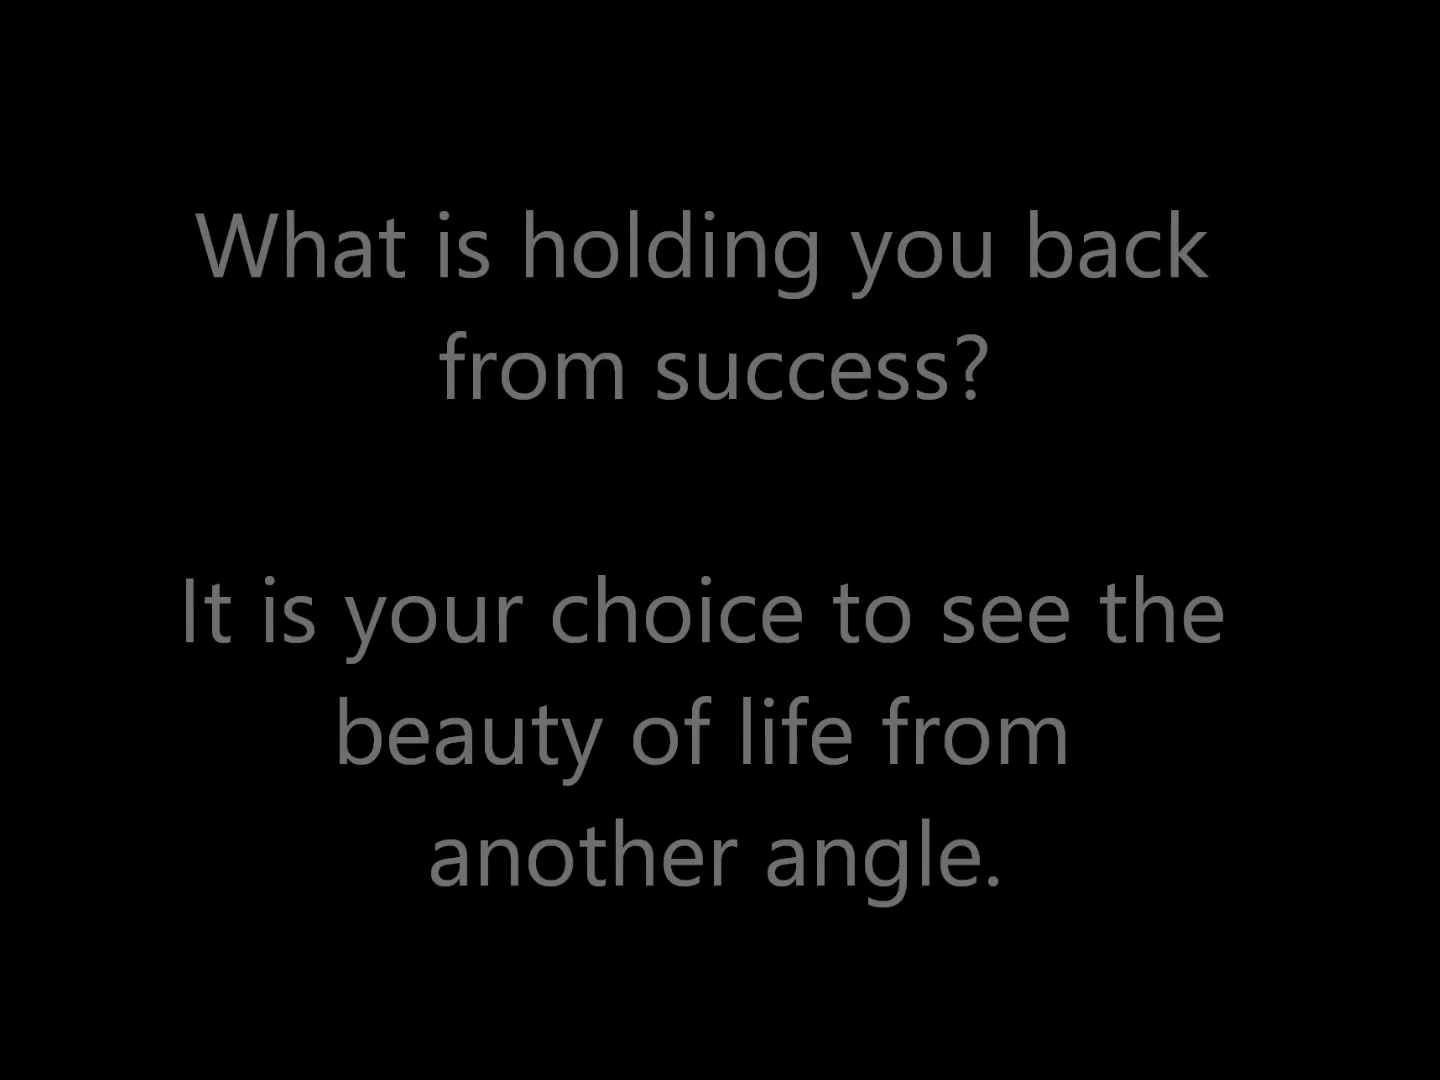 What is holding you back
from success?
It is your choice to see the
beauty of life from
another angle.